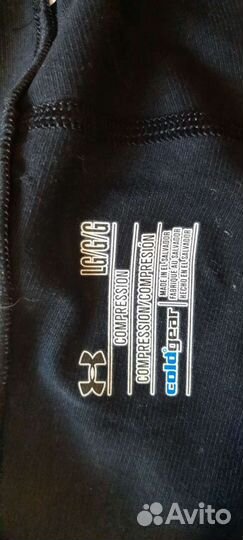 LG/G/G
COMPRESSION
COMPRESSION/COMPRESIÓN
MADE IN EL SALVADOR
FABRIQUÉ AU SALVADOR
HECHO EN EL SALVADOR
coldgear
Avito